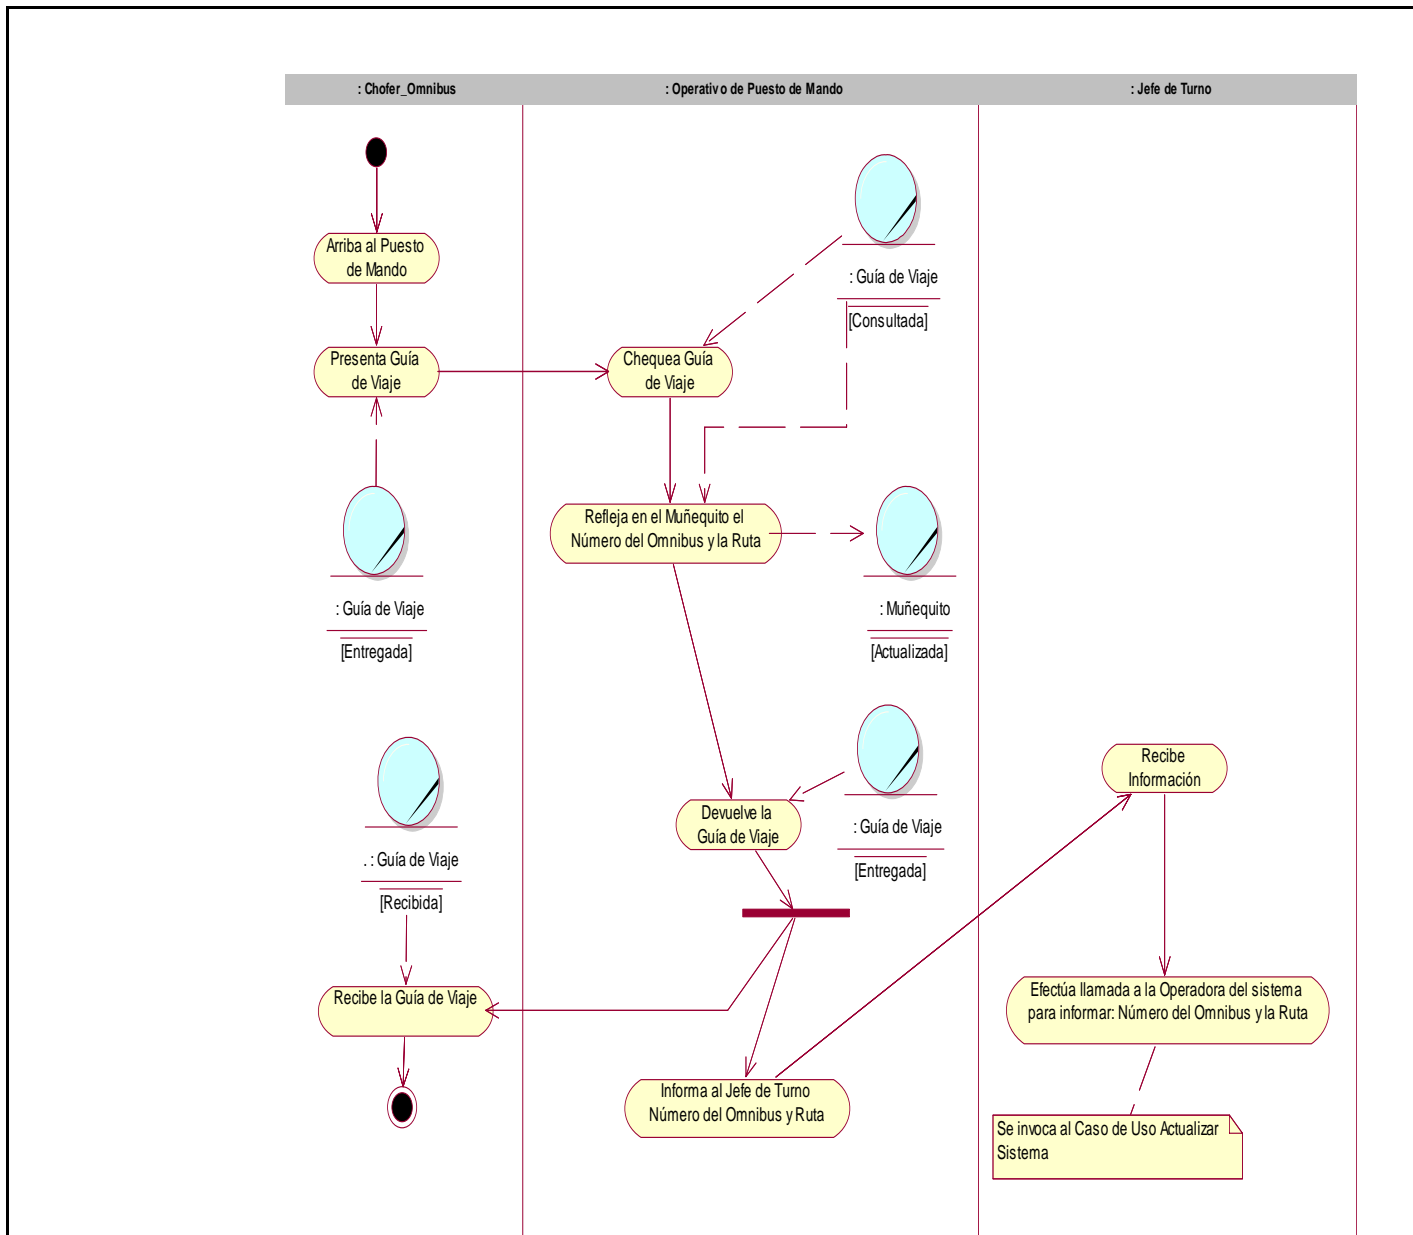 : Chofer_Omnibus
: Operativo de Puesto de Mando
: Jefe de Turno
Arriba al Puesto
de Mando
: Guía de Viaje
[Consultada]
Presenta Guía
de Viaje
Chequea Guía
de Viaje
Refleja en el Muñequito el
Número del Omnibus y la Ruta
: Guía de Viaje
[Entregada]
: Muñequito
[Actualizada]
Recibe
Información
Devuelve la
Guía de Viaje
: Guía de Viaje
[Entregada]
. : Guía de Viaje
[Recibida]
Recibe la Guía de Viaje
Efectúa llamada a la Operadora del sistema
para informar: Número del Omnibus y la Ruta
Informa al Jefe de Turno
Número del Omnibus y Ruta
Se invoca al Caso de Uso Actualizar
Sistema